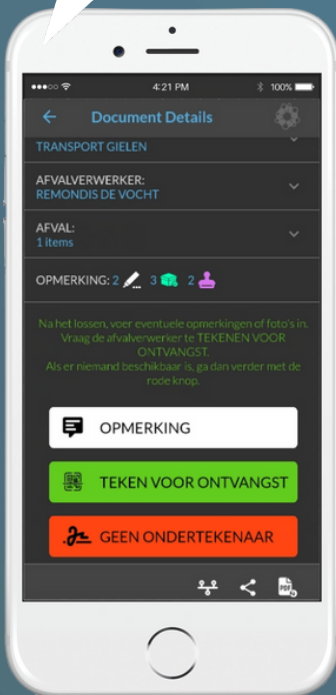 4:21 PM
100%
Document Details
TRANSPORT GIELEN
AFVALVERWERKER:
REMONDIS DE VOCHT
AFVAL:
1 items
OPMERKING: 2 3 2
Na het lossen, voer eventuele opmerkingen of foto's in.
Vraag de afvalverwerker te TEKENEN VOOR
ONTVANGST.
Als er niemand beschikbaar is, ga dan verder met de
rode knop.
OPMERKING
TEKEN VOOR ONTVANGST
GEEN ONDERTEKENAAR
PDF